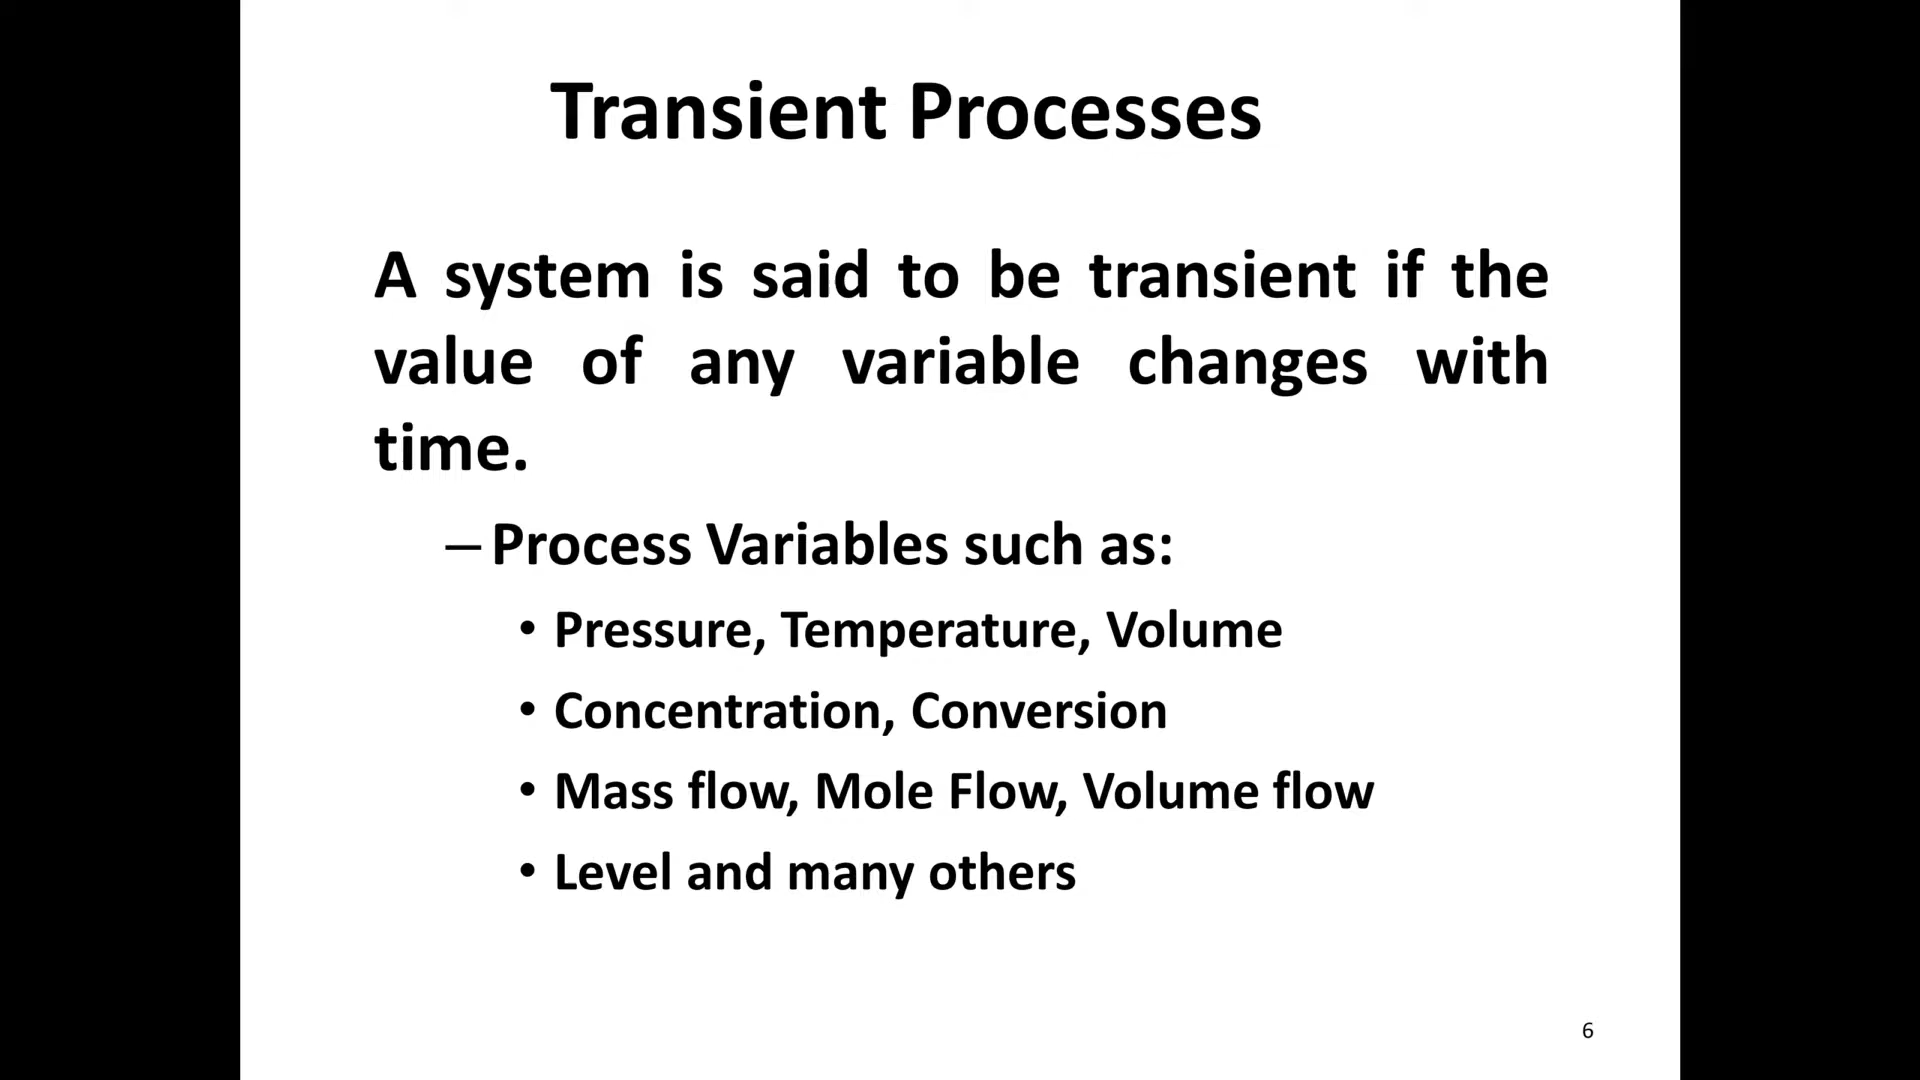 Transient Processes
A system is said to be transient if the
value of any variable changes with
time.
– Process Variables such as:
• Pressure, Temperature, Volume
• Concentration, Conversion
• Mass flow, Mole Flow, Volume flow
• Level and many others
6